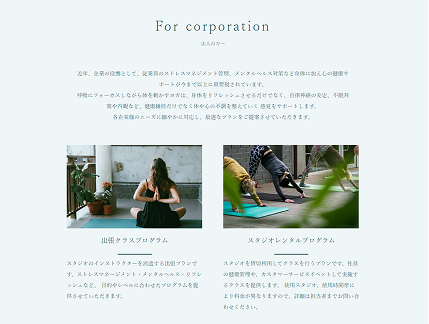 For corporation
法人の方へ
近年、企業の役割として、従業員のストレスマネジメント管理、メンタルヘルス対策など身体に加え心の健康サ
ポートが今まで以上に重要視されています。
呼吸にフォーカスしながら体を動かすヨガは、身体をリフレッシュさせるだけでなく、自律神経の安定、不眠対
策や内観など、健康維持だけでなく体や心の不調を整えていく 感覚をサポートします。
各企業様のニーズに細やかに対応し、最適なプランをご提案させていただきます。
出張クラスプログラム
スタジオのインストラクターを派遣する出張プランで
す。ストレスマネージメント・メンタルヘルス・リフレ
ッシュなど、 目的やレベルに合わせたプログラムを提
供させていただきます。
スタジオレンタルプログラム
スタジオを貸切利用してクラスを行うプランです。社員
の健康管理や、カスタマーサービスイベントして実施す
るクラスを提供します。 使用スタジオ、使用時間帯に
より料金が異なりますので、詳細は担当者までお問い合
わせください。